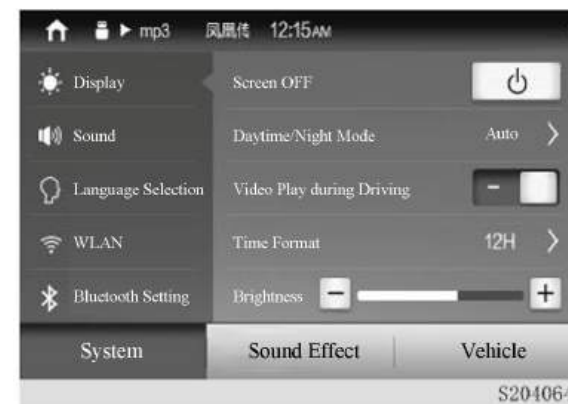 mp3 凤凰传 12:15AM
Display
Screen OFF
Sound
Daytime/Night Mode Auto
Language Selection
Video Play during Driving
WLAN
Time Format 12H
Bluetooth Setting
Brightness
System Sound Effect Vehicle
S20406